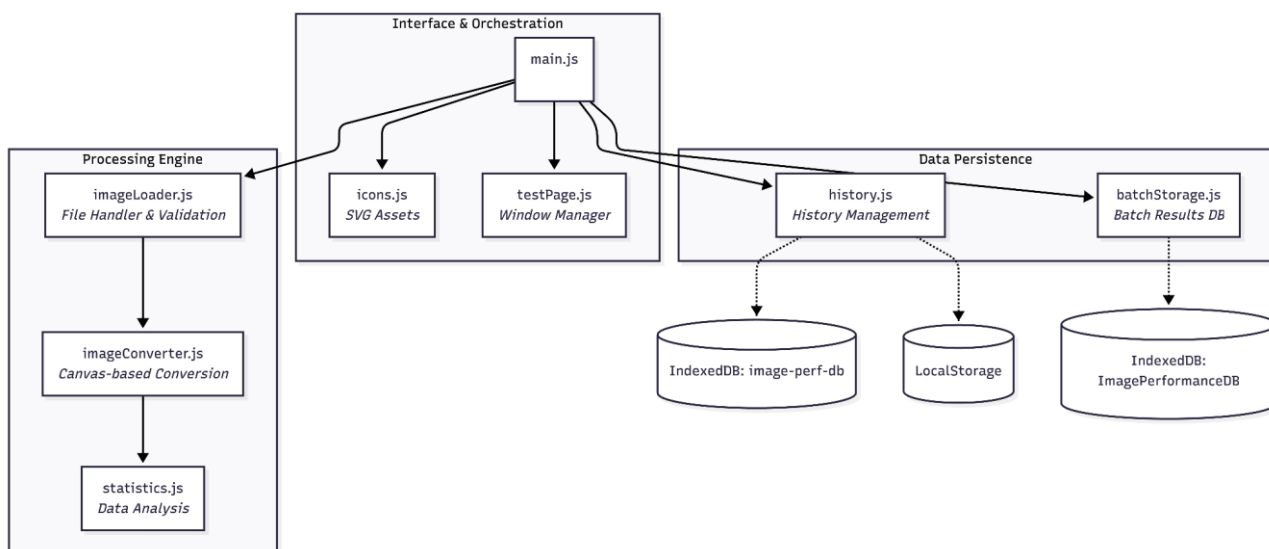 Interface & Orchestration
main.js
Processing Engine
Data Persistence
imageLoader.js
File Handler & Validation
icons.js
SVG Assets
testPage.js
Window Manager
history.js
History Management
batchStorage.js
Batch Results DB
imageConverter.js
Canvas-based Conversion
IndexedDB: image-perf-db
LocalStorage
IndexedDB:
ImagePerformanceDB
statistics.js
Data Analysis